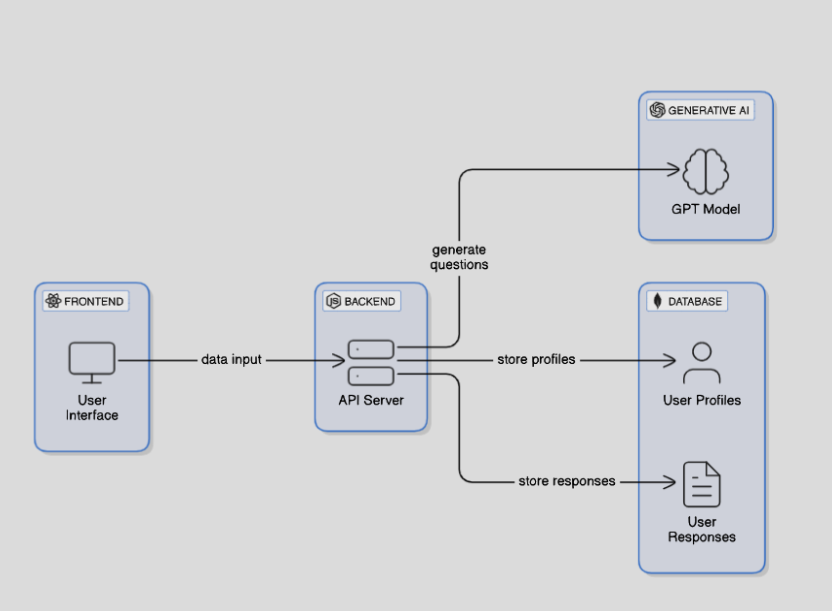 GENERATIVE AI
GPT Model
generate
questions
FRONTEND
User
Interface
data input
BACKEND
API Server
store profiles
store responses
DATABASE
User Profiles
User
Responses